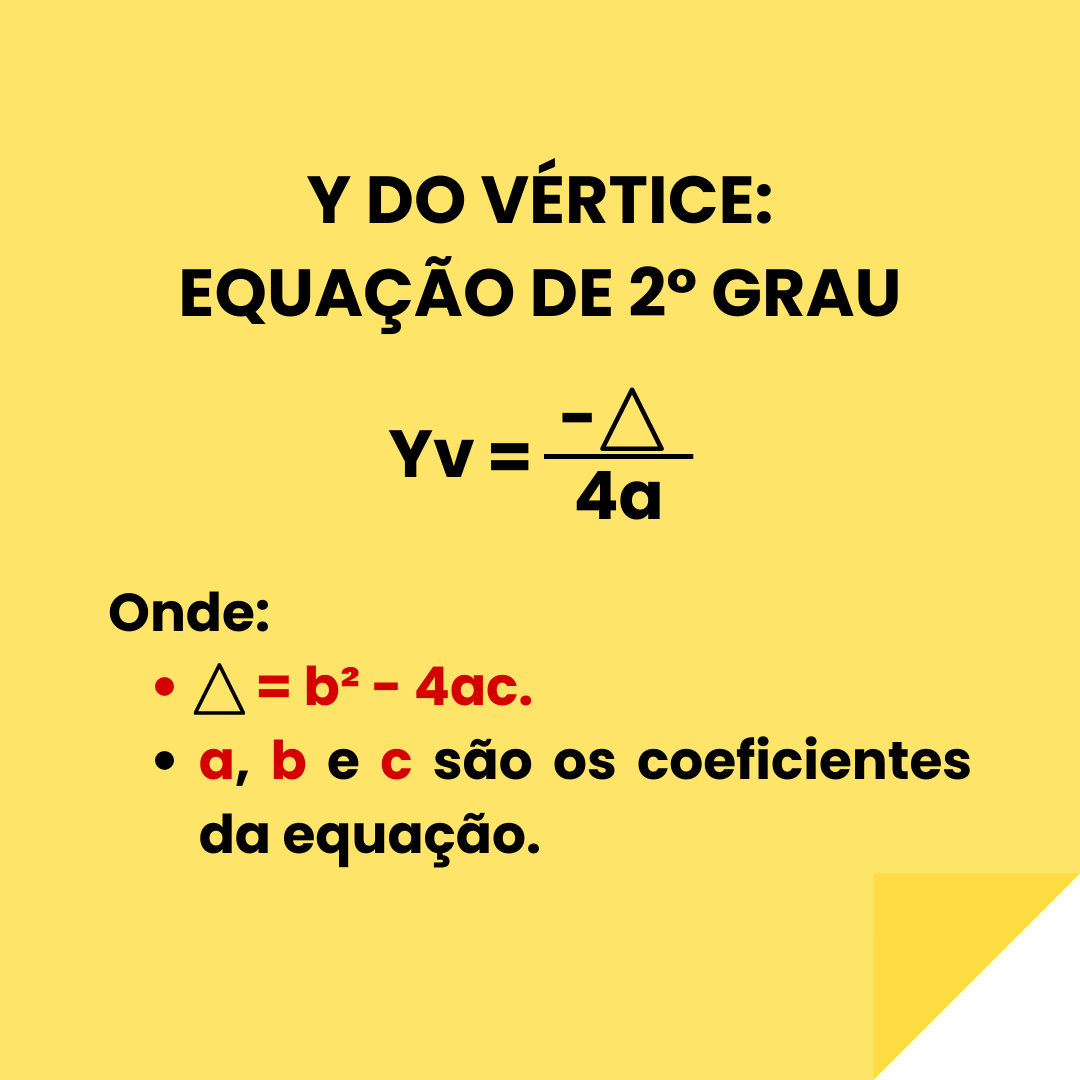 Y DO VÉRTICE:
EQUAÇÃO DE 2º GRAU
Yv = -△
4a
Onde:
• △ = b² - 4ac.
• a, b e c são os coeficientes
da equação.